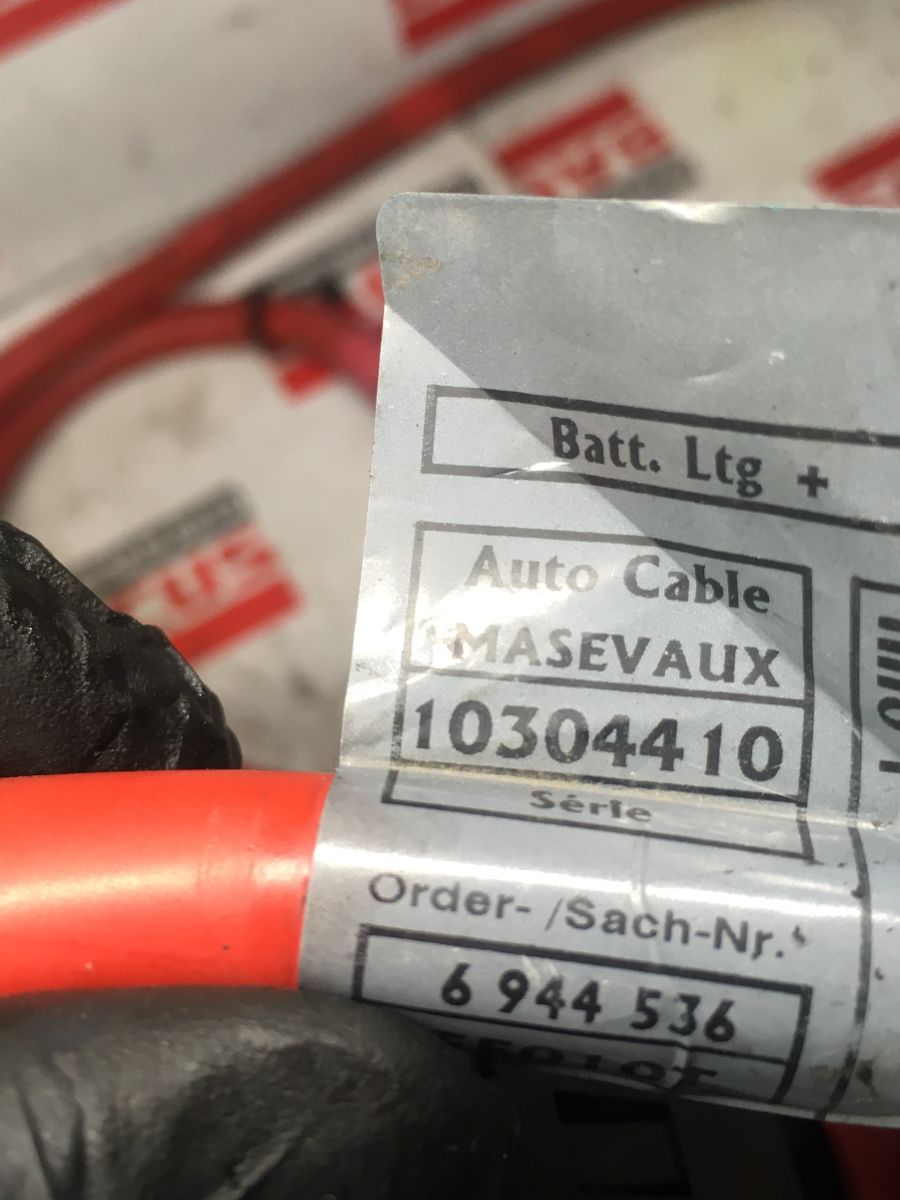 Batt. Ltg +
Auto Cable
MASEVAUX
10304410
Série
Order- /Sach-Nr.
6 944 536